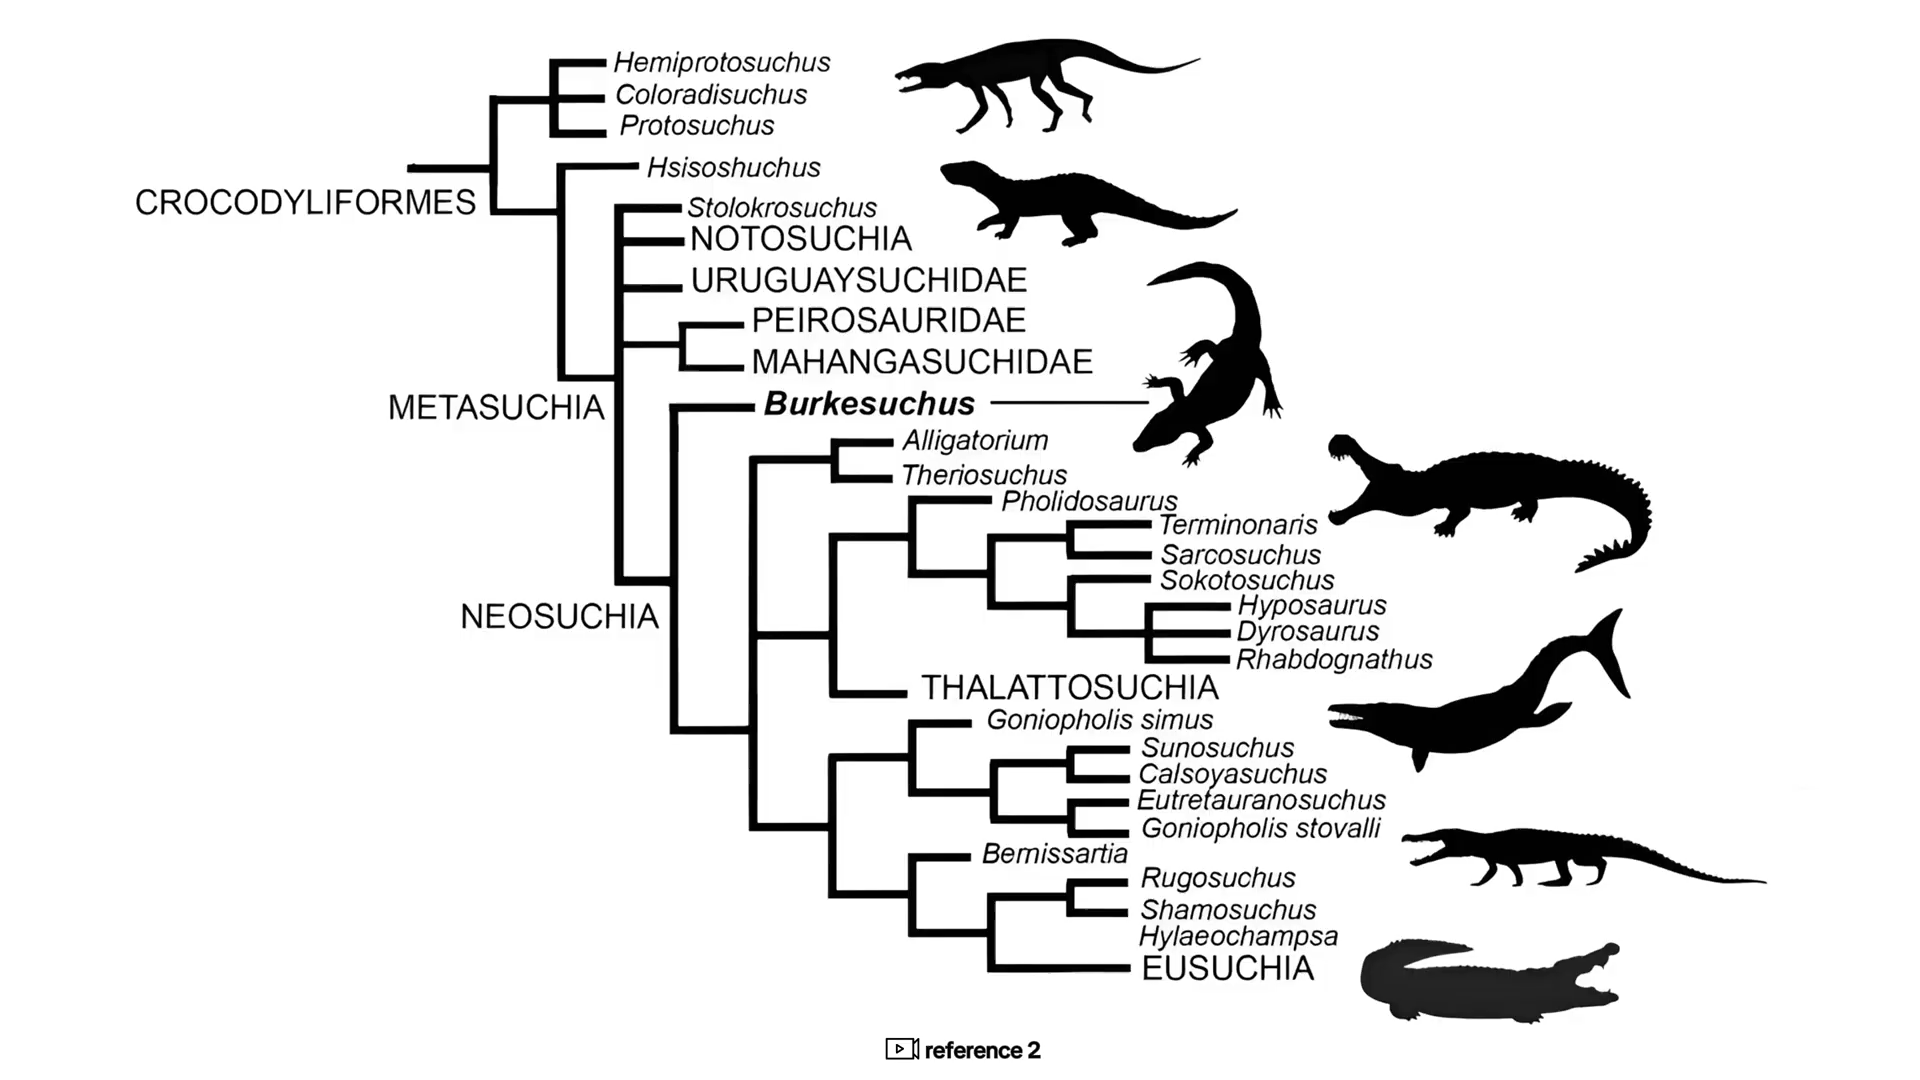 Hemiprotosuchus
Coloradisuchus
Protosuchus
Hsisoshuchus
CROCODYLIFORMES
Stolokrosuchus
NOTOSUCHIA
URUGUAYSUCHIDAE
PEIROSAURIDAE
MAHANGASUCHIDAE
METASUCHIA
Burkesuchus
Alligatorium
Theriosuchus
Pholidosaurus
Terminonaris
Sarcosuchus
Sokotosuchus
Hyposaurus
NEOSUCHIA
Dyrosaurus
Rhabdognathus
THALATTOSUCHIA
Goniopholis simus
Sunosuchus
Calsoyasuchus
Eutretauranosuchus
Goniopholis stovalli
Bernissartia
Rugosuchus
Shamosuchus
Hylaeochampsa
EUSUCHIA
reference 2